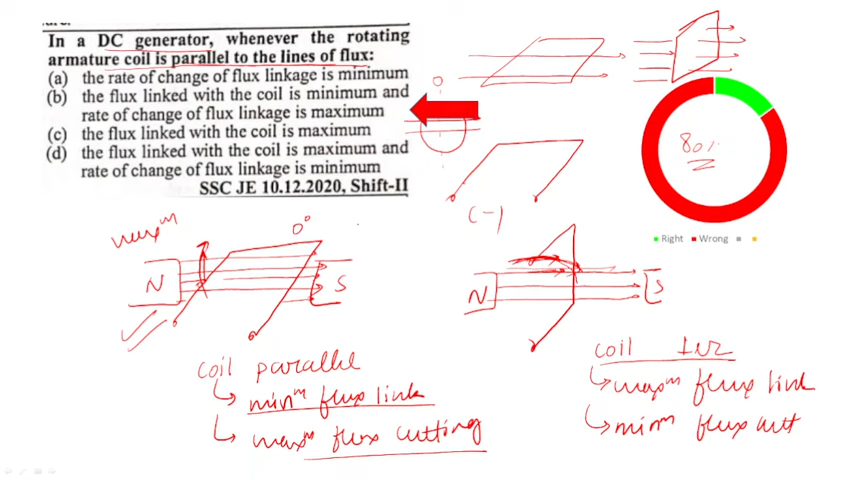 In a DC generator, whenever the rotating
armature coil is parallel to the lines of flux:
(a) the rate of change of flux linkage is minimum
(b) the flux linked with the coil is minimum and
rate of change of flux linkage is maximum
(c) the flux linked with the coil is maximum
(d) the flux linked with the coil is maximum and
rate of change of flux linkage is minimum
SSC JE 10.12.2020, Shift-II
0
80%
Right Wrong
(-)
maxm
0°
N
S
N
S
coil parallel
minm flux link
maxm flux cutting
coil ⊥ar
maxm flux link
minm flux cutt